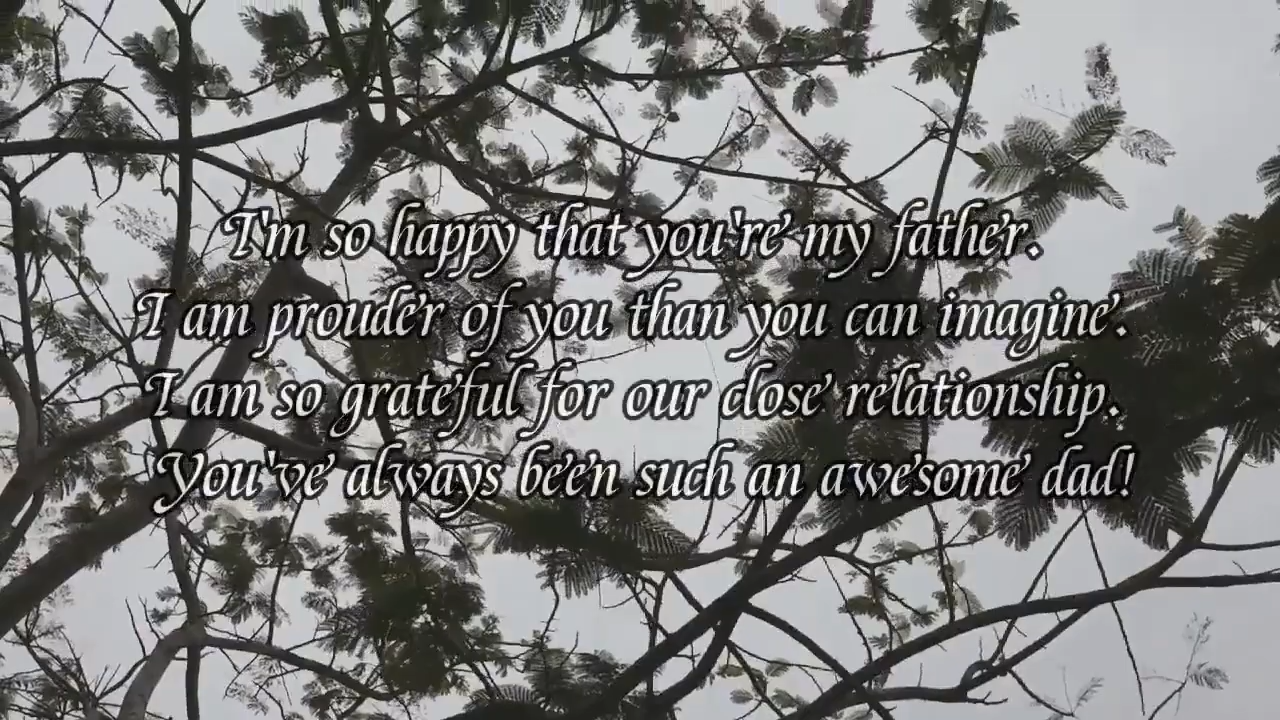 I'm so happy that you're my father.
I am prouder of you than you can imagine.
I am so grateful for our close relationship.
You've always been such an awesome dad!